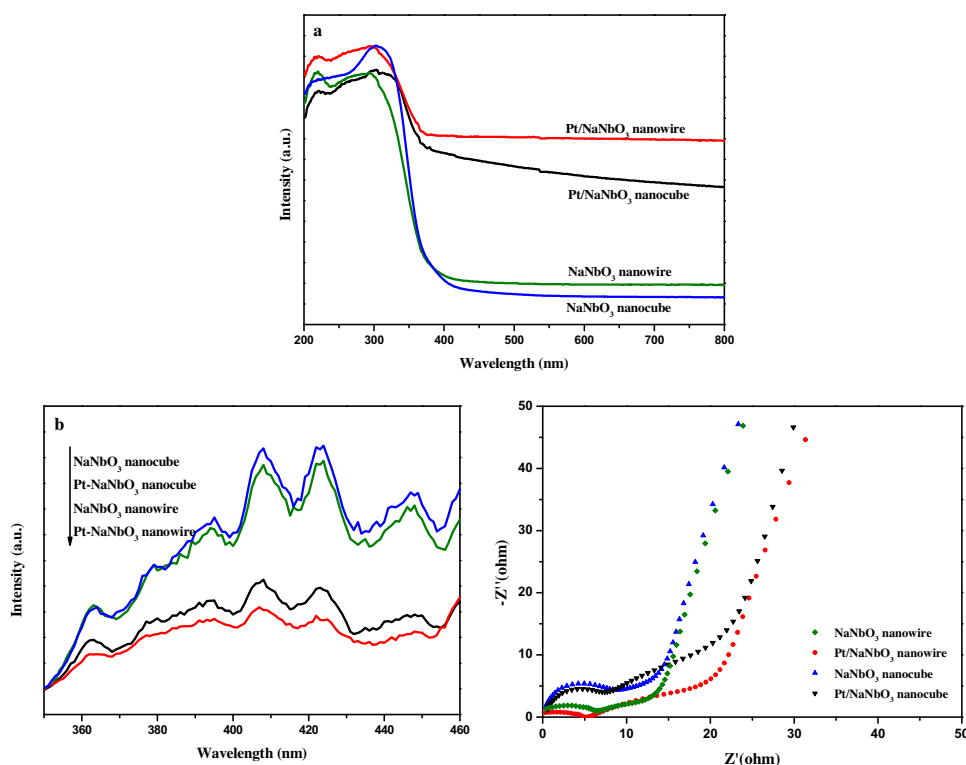 a
Intensity (a.u.)
Pt/NaNbO₃ nanowire
Pt/NaNbO₃ nanocube
NaNbO₃ nanowire
NaNbO₃ nanocube
200 300 400 500 600 700 800
Wavelength (nm)
b
NaNbO₃ nanocube
Pt-NaNbO₃ nanocube
NaNbO₃ nanowire
Pt-NaNbO₃ nanowire
Intensity (a.u.)
360 380 400 420 440 460
Wavelength (nm)
50
40
30
20
10
0
-Z''(ohm)
NaNbO₃ nanowire
Pt/NaNbO₃ nanowire
NaNbO₃ nanocube
Pt/NaNbO₃ nanocube
0 10 20 30 40 50
Z'(ohm)